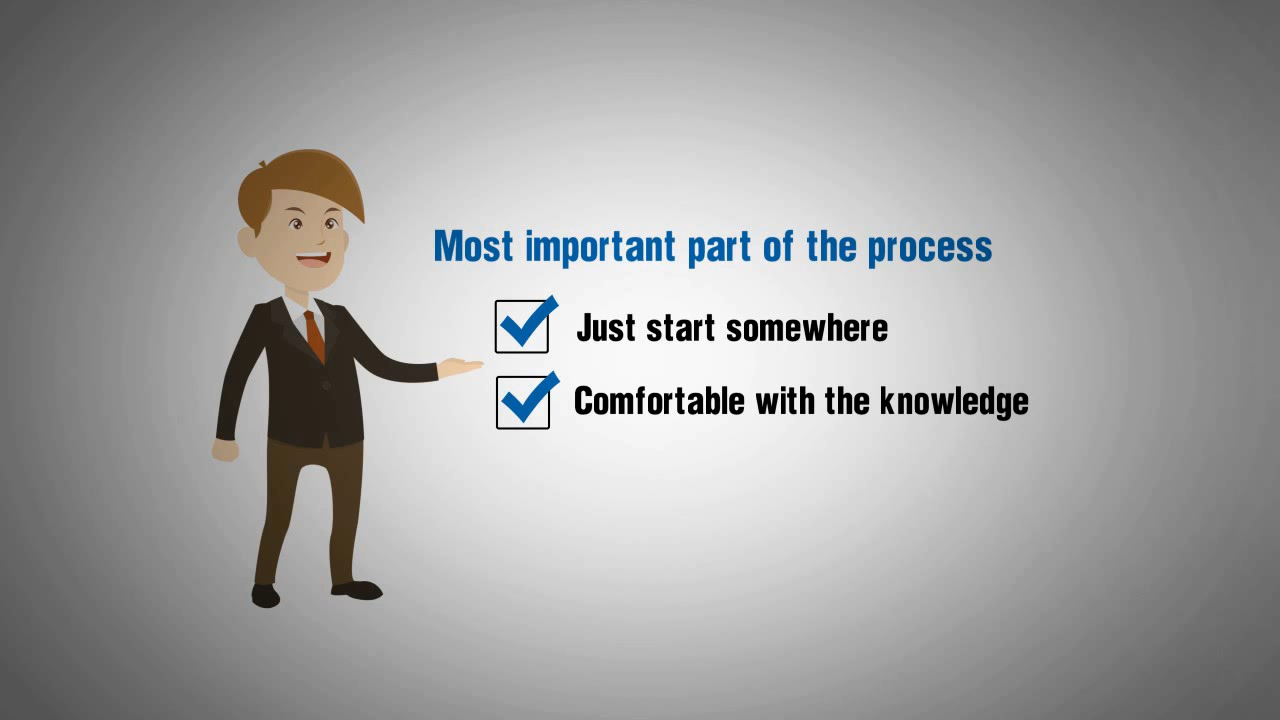 Most important part of the process
Just start somewhere
Comfortable with the knowledge